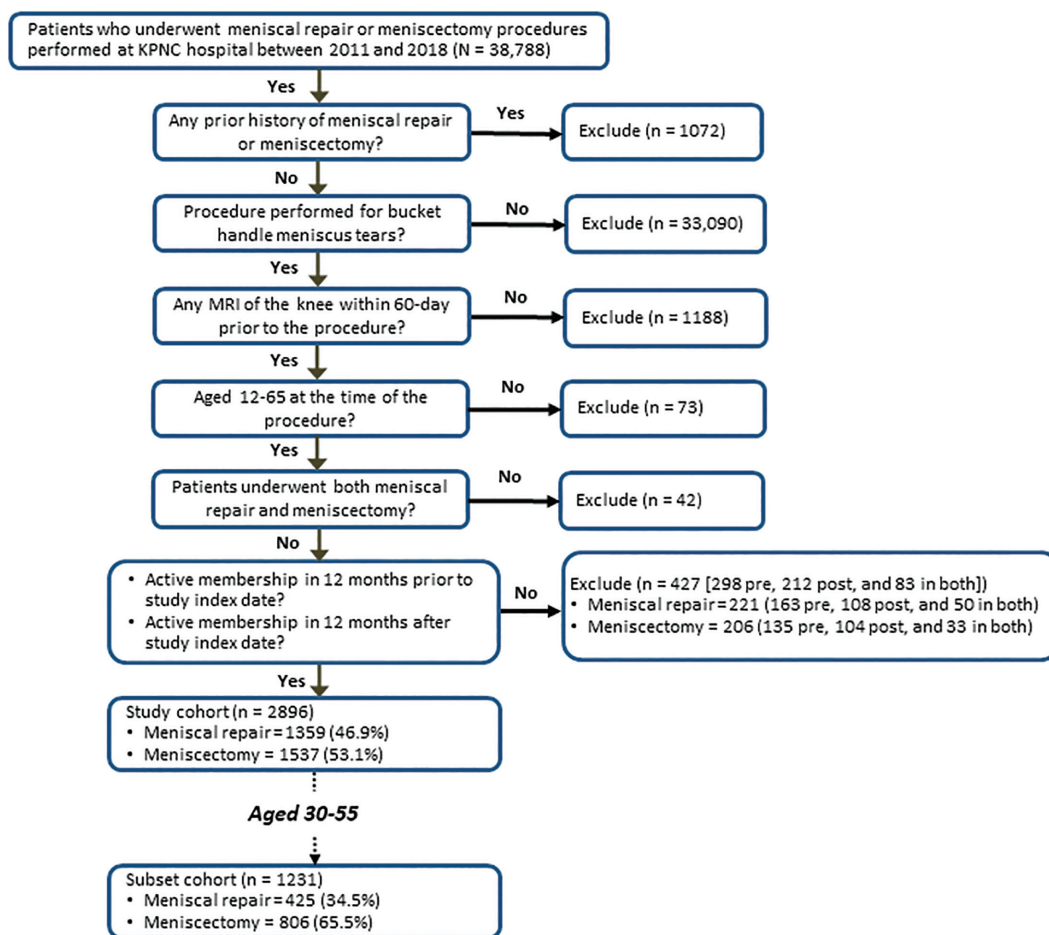 Patients who underwent meniscal repair or meniscectomy procedures
performed at KPNC hospital between 2011 and 2018 (N = 38,788)
Yes
Any prior history of meniscal repair
or meniscectomy?
Yes
Exclude (n = 1072)
No
Procedure performed for bucket
handle meniscus tears?
No
Exclude (n = 33,090)
Yes
Any MRI of the knee within 60-day
prior to the procedure?
No
Exclude (n = 1188)
Yes
Aged 12-65 at the time of the
procedure?
No
Exclude (n = 73)
Yes
Patients underwent both meniscal
repair and meniscectomy?
No
Exclude (n = 42)
No
• Active membership in 12 months prior to
study index date?
• Active membership in 12 months after
study index date?
No
Exclude (n = 427 [298 pre, 212 post, and 83 in both])
• Meniscal repair = 221 (163 pre, 108 post, and 50 in both)
• Meniscectomy = 206 (135 pre, 104 post, and 33 in both)
Yes
Study cohort (n = 2896)
• Meniscal repair = 1359 (46.9%)
• Meniscectomy = 1537 (53.1%)
Aged 30-55
Subset cohort (n = 1231)
• Meniscal repair = 425 (34.5%)
• Meniscectomy = 806 (65.5%)